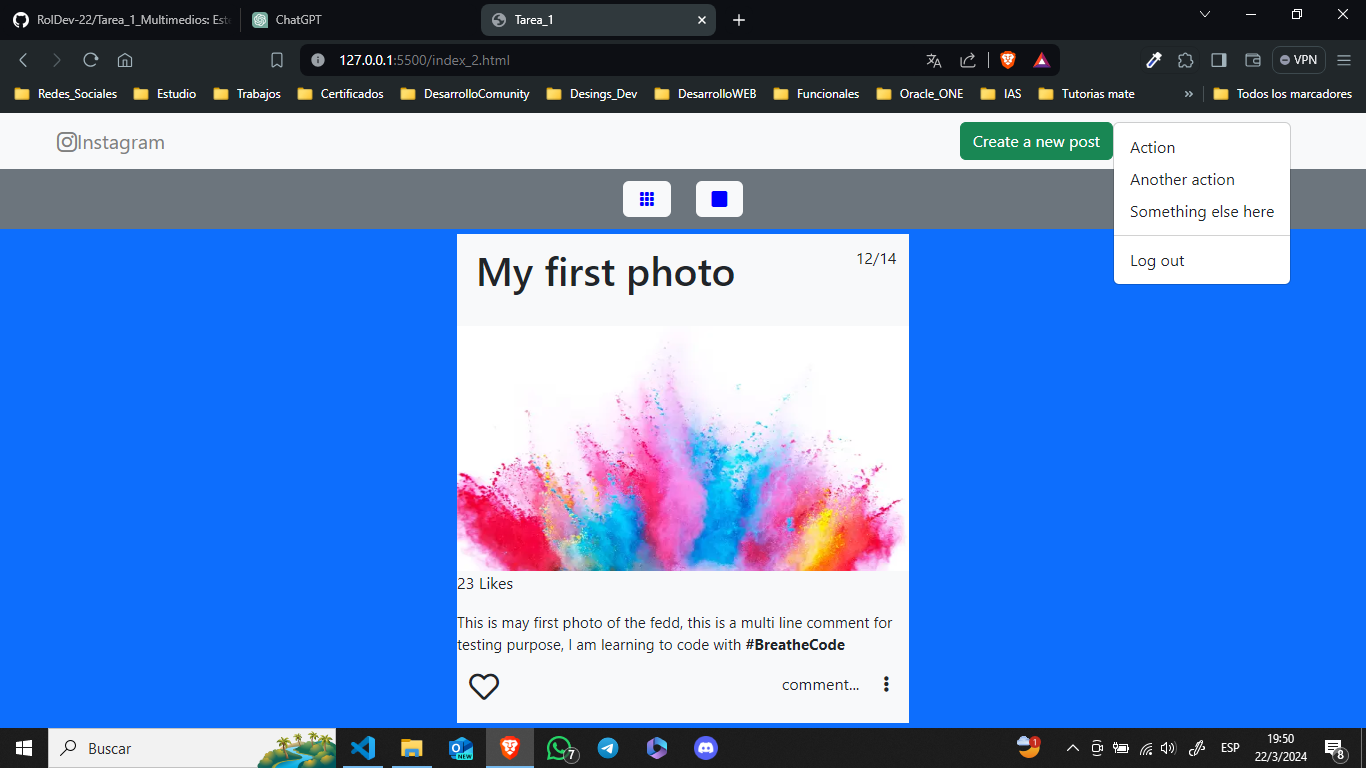 RolDev-22/Tarea_1_Multimedios: Este
ChatGPT
Tarea_1
127.0.0.1:5500/index_2.html
VPN
Redes_Sociales
Estudio
Trabajos
Certificados
DesarrolloComunity
Desings_Dev
DesarrolloWEB
Funcionales
Oracle_ONE
IAS
Tutorias mate
»
Todos los marcadores
Instagram
Create a new post
Action
Another action
Something else here
Log out
My first photo
12/14
23 Likes
This is may first photo of the fedd, this is a multi line comment for
testing purpose, I am learning to code with #BreatheCode
comment...
Buscar
NEW
7
1
ESP
19:50
22/3/2024
8